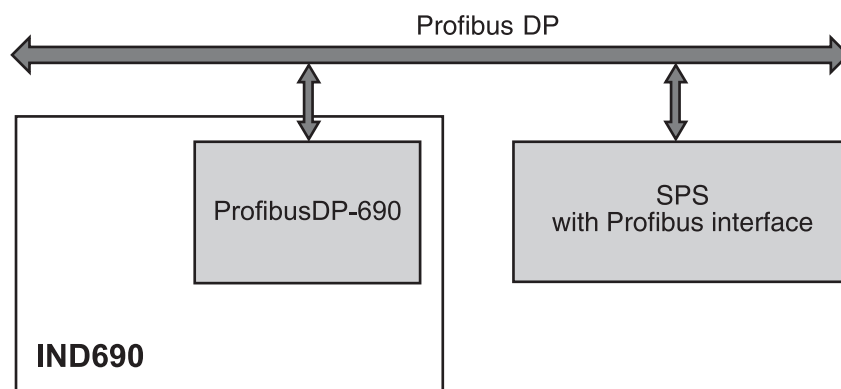 Profibus DP
ProfibusDP-690
SPS
with Profibus interface
IND690